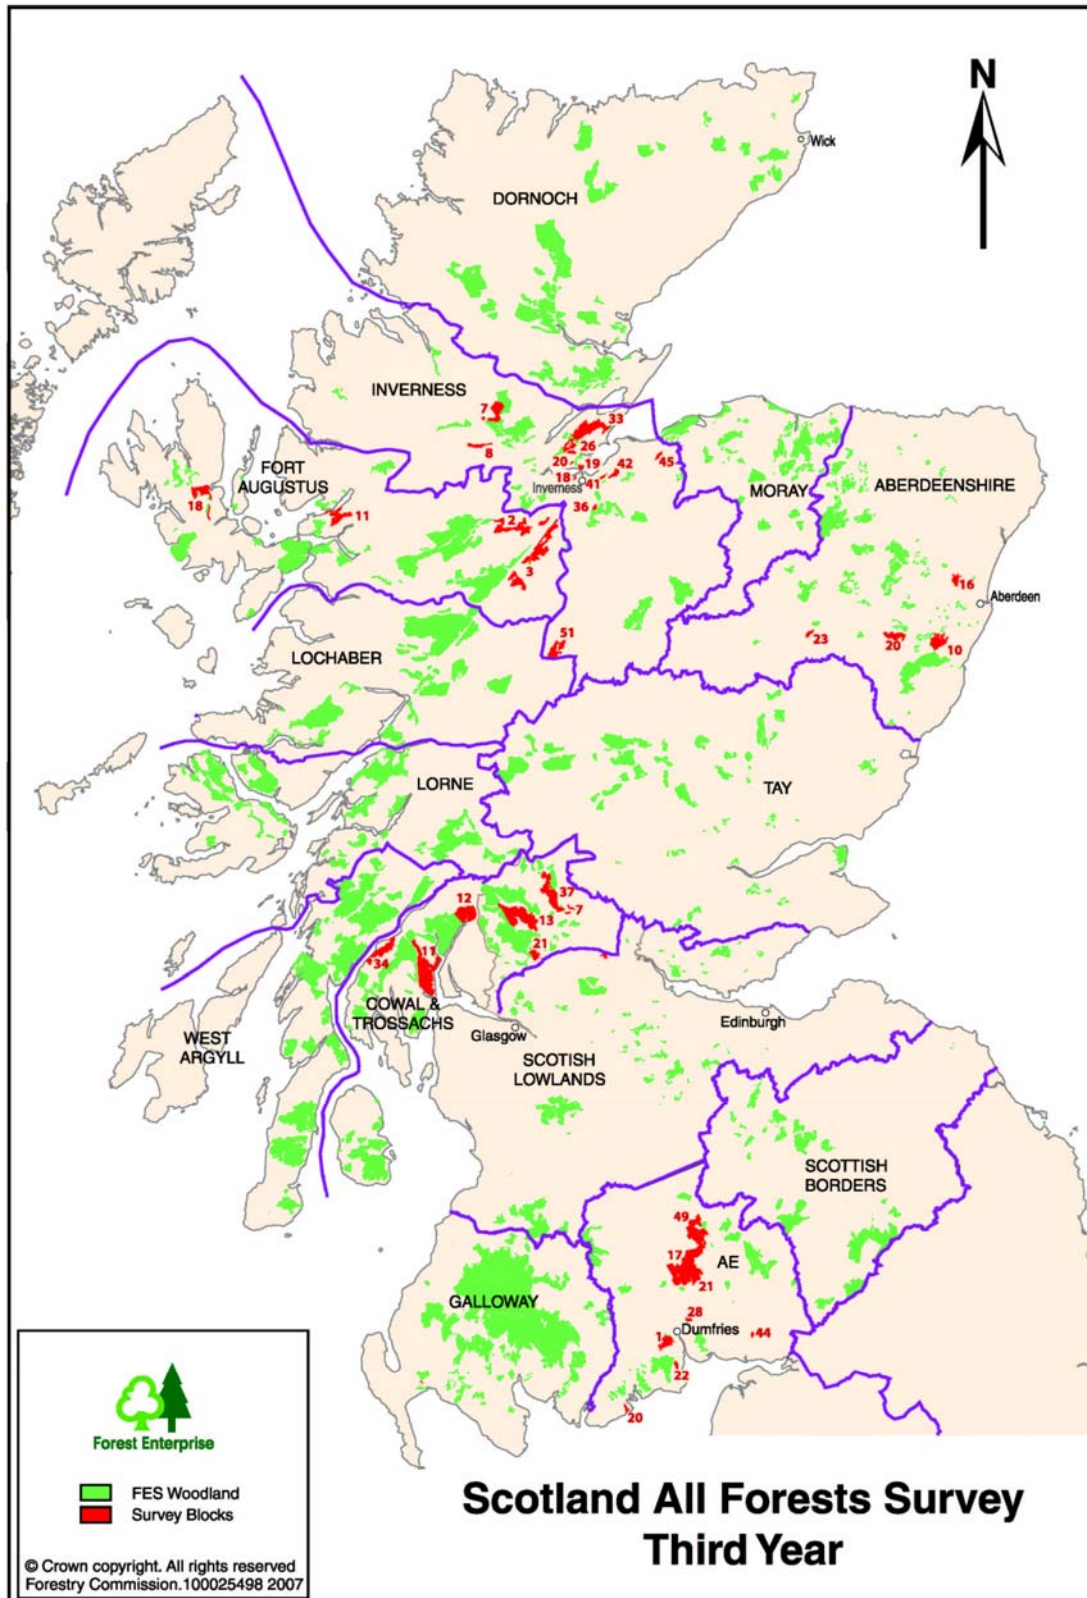 N
Wick
DORNOCH
INVERNESS
7
33
8
26
20
19
42
45
18
41
Inverness
36
FORT
AUGUSTUS
18
11
2
3
MORAY
ABERDEENSHIRE
16
Aberdeen
23
20
10
51
LOCHABER
LORNE
TAY
37
12
7
13
21
34
11
COWAL &
TROSSACHS
WEST
ARGYLL
Glasgow
Edinburgh
SCOTISH
LOWLANDS
SCOTTISH
BORDERS
49
17
AE
21
GALLOWAY
28
Dumfries
1
44
22
20
Forest Enterprise
FES Woodland
Survey Blocks
© Crown copyright. All rights reserved
Forestry Commission.100025498 2007
Scotland All Forests Survey
Third Year